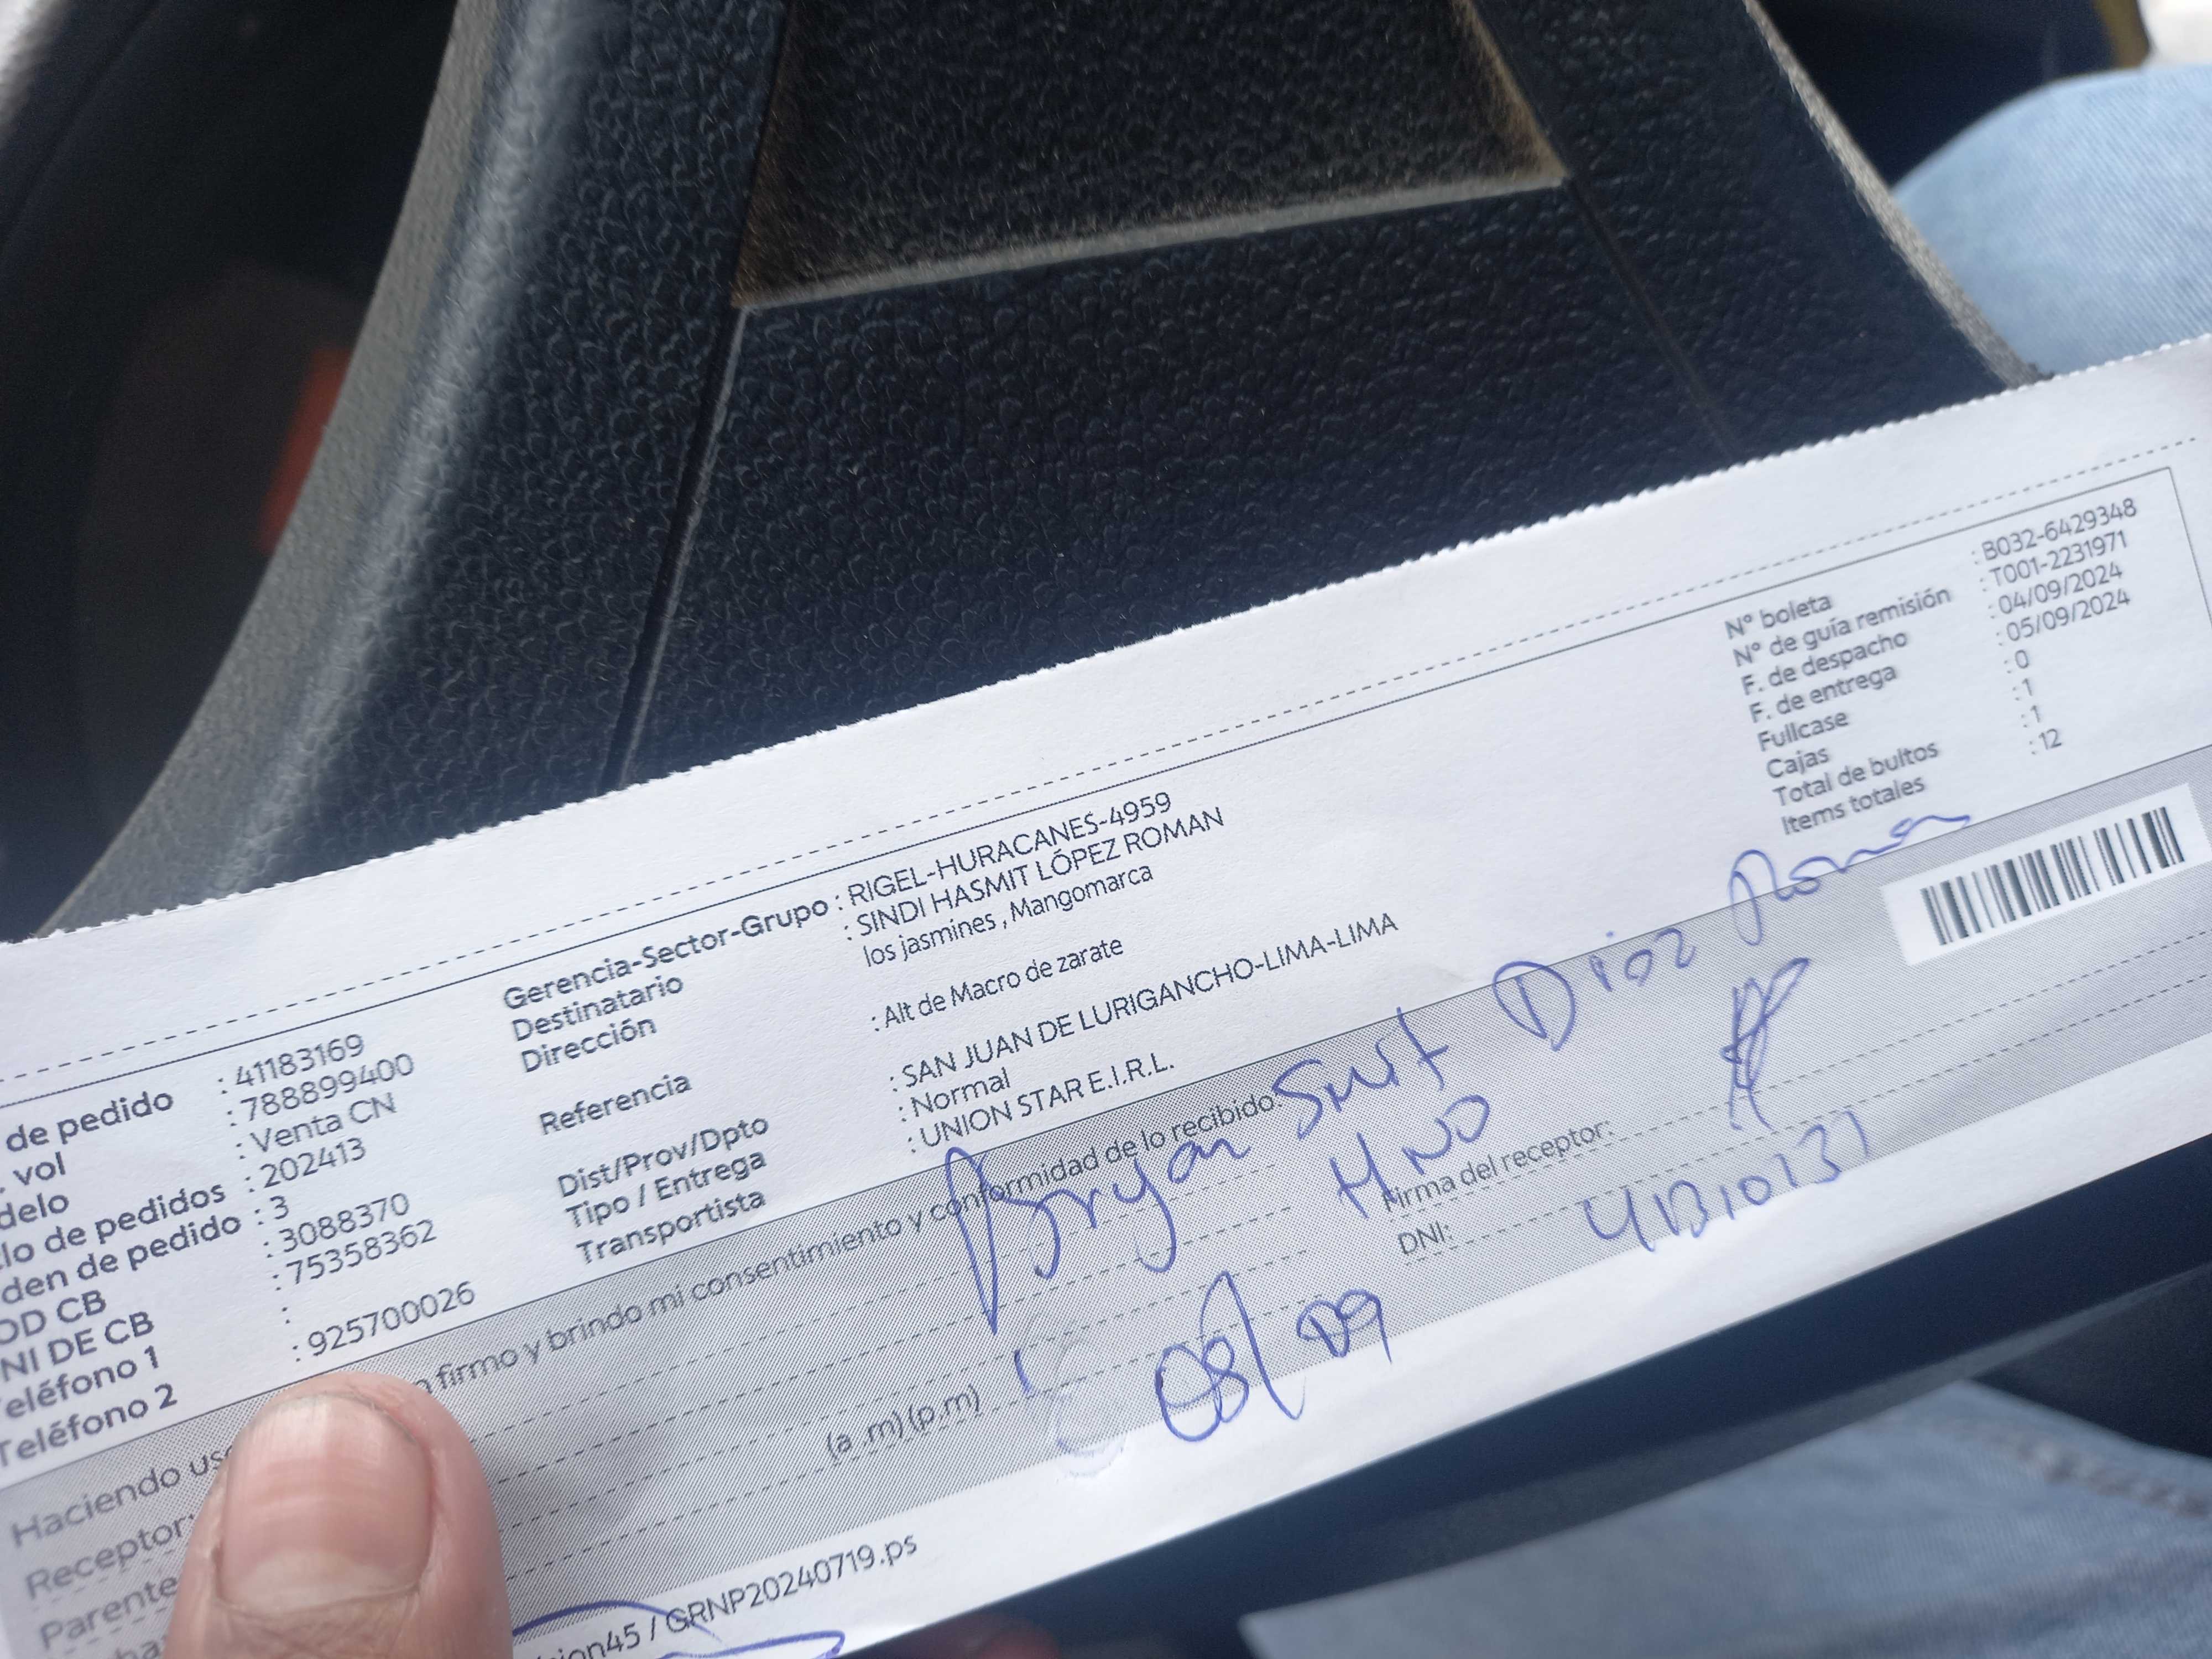 de pedido : 41183169
. vol : 788899400
delo : Venta CN
lo de pedidos : 202413
den de pedido : 3
OD CB : 3088370
NI DE CB : 75358362
eléfono 1 :
Teléfono 2 : 925700026
Gerencia-Sector-Grupo : RIGEL-HURACANES-4959
Destinatario : SINDI HASMIT LÓPEZ ROMAN
Dirección los jasmines , Mangomarca
Referencia : Alt de Macro de zarate
Dist/Prov/Dpto : SAN JUAN DE LURIGANCHO-LIMA-LIMA
Tipo / Entrega : Normal
Transportista : UNION STAR E.I.R.L.
N° boleta : B032-6429348
N° de guía remisión : T001-2231971
F. de despacho : 04/09/2024
F. de entrega : 05/09/2024
Fullcase : 0
Cajas : 1
Total de bultos : 1
Items totales : 12
Haciendo us firmo y brindo mi consentimiento y conformidad de lo recibido:
Receptor: Bryan Smit Diaz
Parente HNO
Firma del receptor:
(a .m) (p.m) 08/09
DNI:
ion45 / GRNP20240719.ps